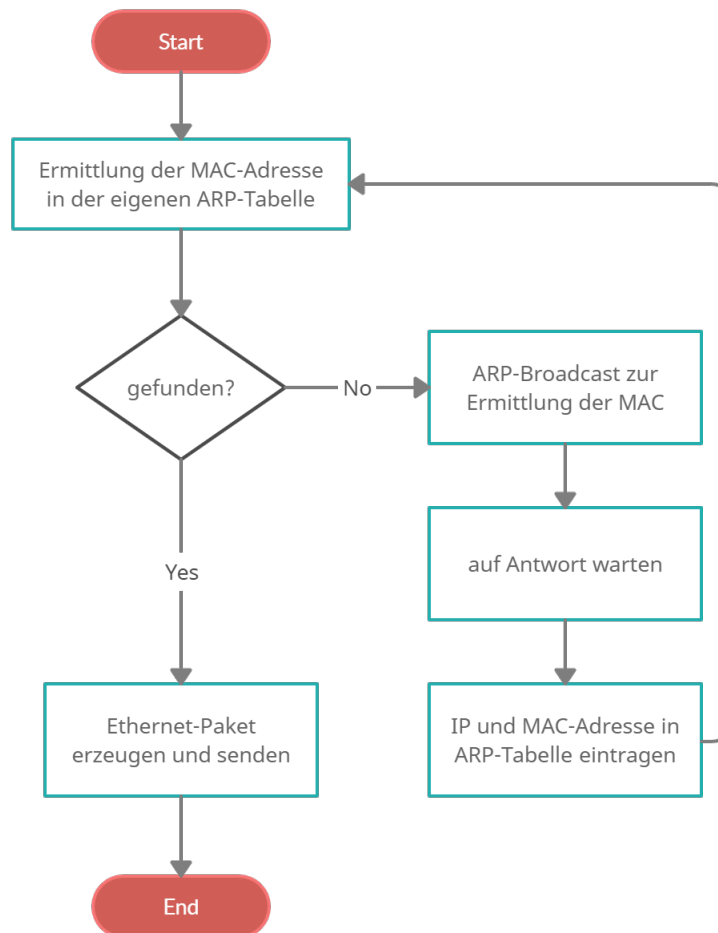 Start
Ermittlung der MAC-Adresse
in der eigenen ARP-Tabelle
gefunden?
No
ARP-Broadcast zur
Ermittlung der MAC
auf Antwort warten
Yes
IP und MAC-Adresse in
ARP-Tabelle eintragen
Ethernet-Paket
erzeugen und senden
End